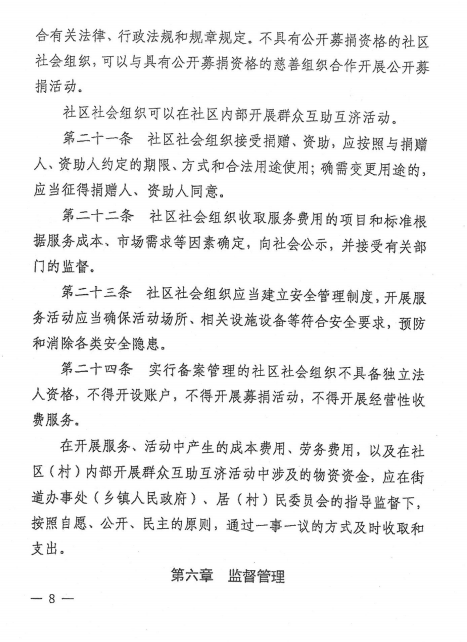 合有关法律、行政法规和规章规定。不具有公开募捐资格的社区
社会组织，可以与具有公开募捐资格的慈善组织合作开展公开募
捐活动。
社区社会组织可以在社区内部开展群众互助互济活动。
第二十一条　社区社会组织接受捐赠、资助，应按照与捐赠
人、资助人约定的期限、方式和合法用途使用；确需变更用途的，
应当征得捐赠人、资助人同意。
第二十二条　社区社会组织收取服务费用的项目和标准根
据服务成本、市场需求等因素确定，向社会公示，并接受有关部
门的监督。
第二十三条　社区社会组织应当建立安全管理制度，开展服
务活动应当确保活动场所、相关设施设备等符合安全要求，预防
和消除各类安全隐患。
第二十四条　实行备案管理的社区社会组织不具备独立法
人资格，不得开设账户，不得开展募捐活动，不得开展经营性收
费服务。
在开展服务、活动中产生的成本费用、劳务费用，以及在社
区（村）内部开展群众互助互济活动中涉及的物资资金，应在街
道办事处（乡镇人民政府）、居（村）民委员会的指导监督下，
按照自愿、公开、民主的原则，通过一事一议的方式及时收取和
支出。
第六章　监督管理
— 8 —